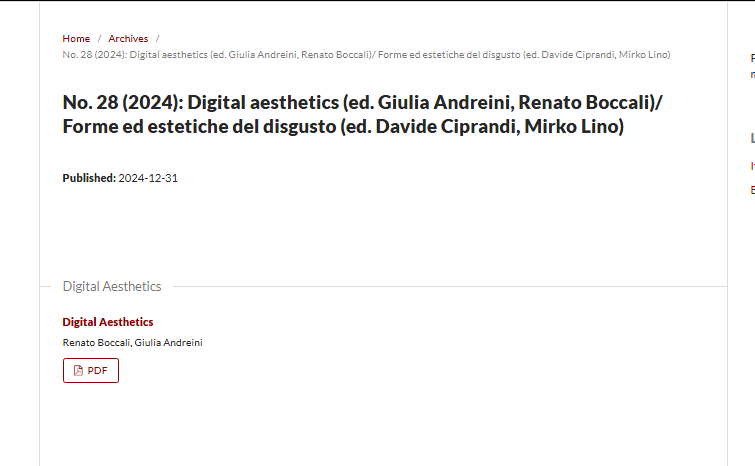 Home / Archives /
No. 28 (2024): Digital aesthetics (ed. Giulia Andreini, Renato Boccali)/ Forme ed estetiche del disgusto (ed. Davide Ciprandi, Mirko Lino)
No. 28 (2024): Digital aesthetics (ed. Giulia Andreini, Renato Boccali)/
Forme ed estetiche del disgusto (ed. Davide Ciprandi, Mirko Lino)
Published: 2024-12-31
Digital Aesthetics
Digital Aesthetics
Renato Boccali, Giulia Andreini
PDF